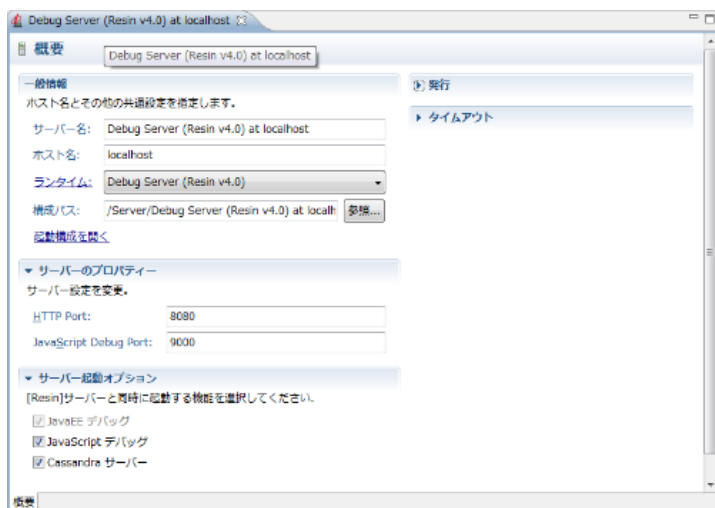 Debug Server (Resin v4.0) at localhost
概要
Debug Server (Resin v4.0) at localhost
一般情報
ホスト名とその他の共通設定を指定します。
サーバー名: Debug Server (Resin v4.0) at localhost
ホスト名: localhost
ランタイム: Debug Server (Resin v4.0)
構成パス: /Server/Debug Server (Resin v4.0) at localh 参照...
起動構成を開く
サーバーのプロパティー
サーバー設定を変更。
HTTP Port: 8080
JavaScript Debug Port: 9000
サーバー起動オプション
[Resin]サーバーと同時に起動する機能を選択してください.
JavaEE デバッグ
JavaScript デバッグ
Cassandra サーバー
発行
タイムアウト
概要